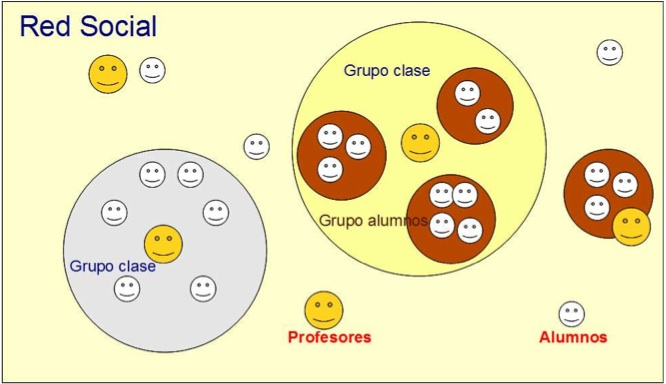 Red Social
Grupo clase
Grupo alumnos
Grupo clase
Profesores
Alumnos